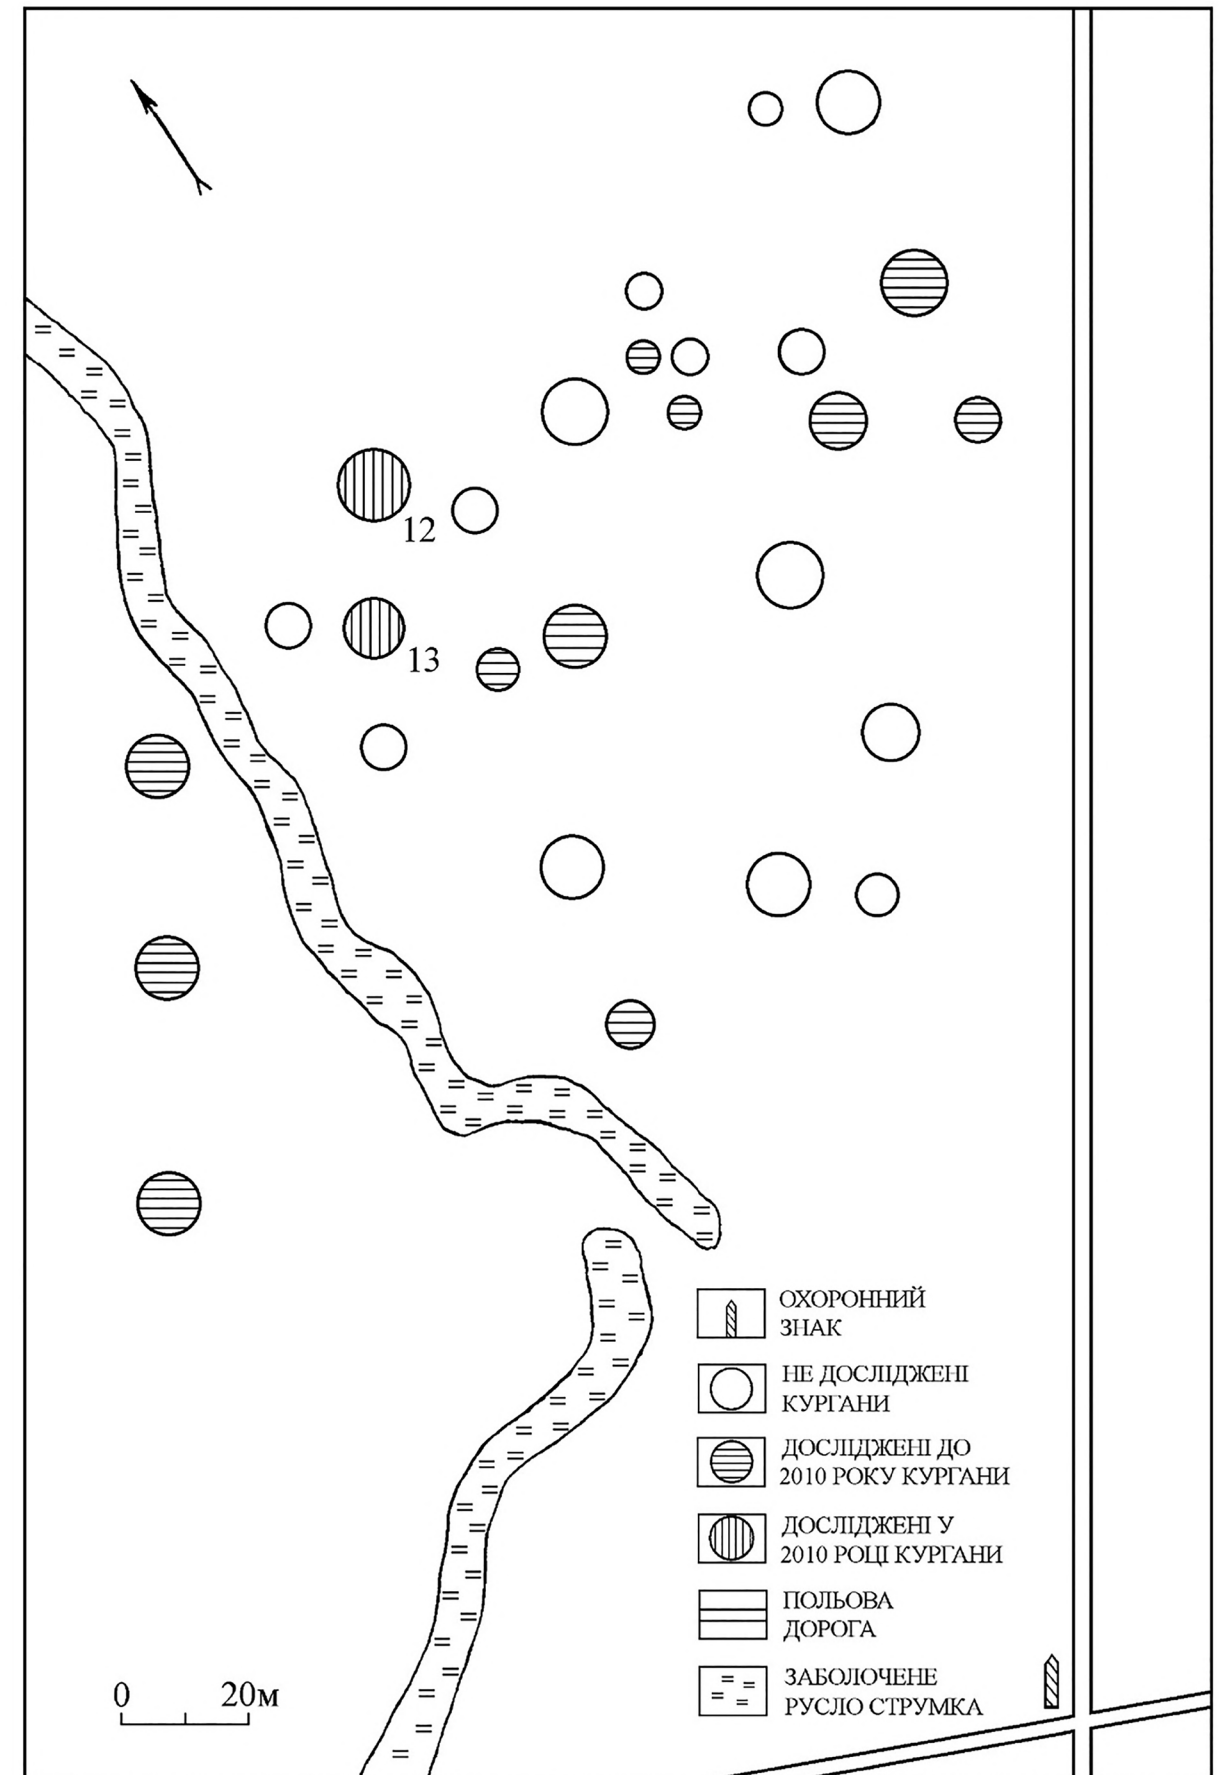 12
13
ОХОРОННИЙ
ЗНАК
НЕ ДОСЛІДЖЕНІ
КУРГАНИ
ДОСЛІДЖЕНІ ДО
2010 РОКУ КУРГАНИ
ДОСЛІДЖЕНІ У
2010 РОЦІ КУРГАНИ
ПОЛЬОВА
ДОРОГА
ЗАБОЛОЧЕНЕ
РУСЛО СТРУМКА
0 20м